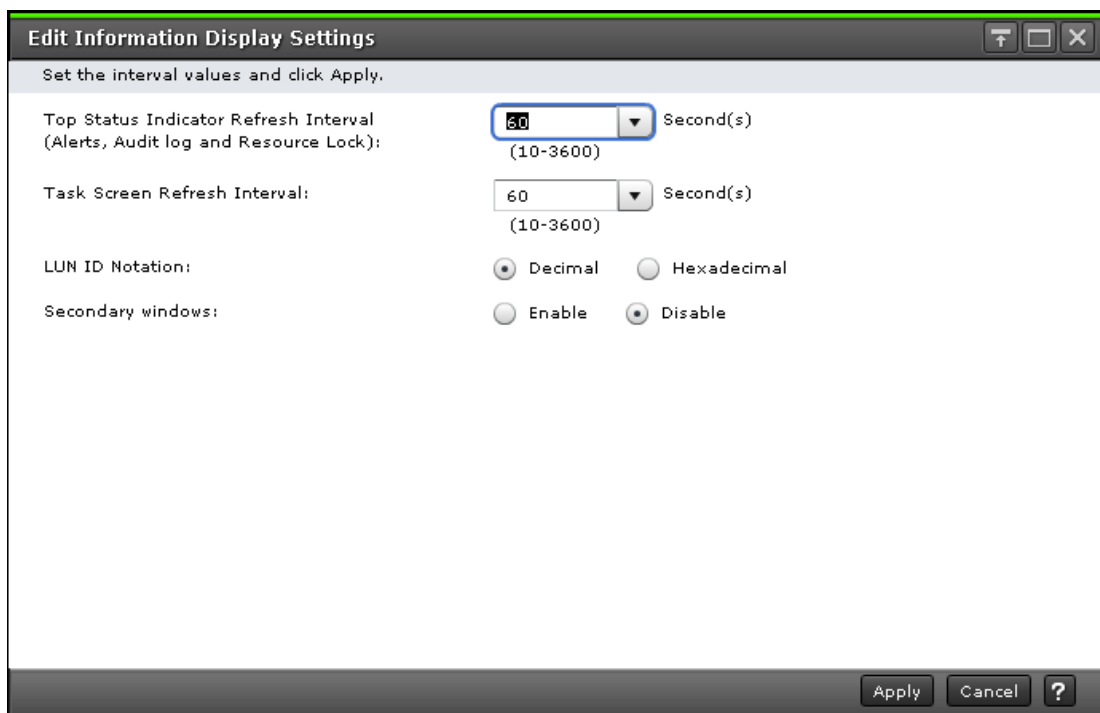 Edit Information Display Settings
Set the interval values and click Apply.
Top Status Indicator Refresh Interval
(Alerts, Audit log and Resource Lock):
60 Second(s)
(10-3600)
Task Screen Refresh Interval:
60 Second(s)
(10-3600)
LUN ID Notation:
Decimal Hexadecimal
Secondary windows:
Enable Disable
Apply Cancel ?